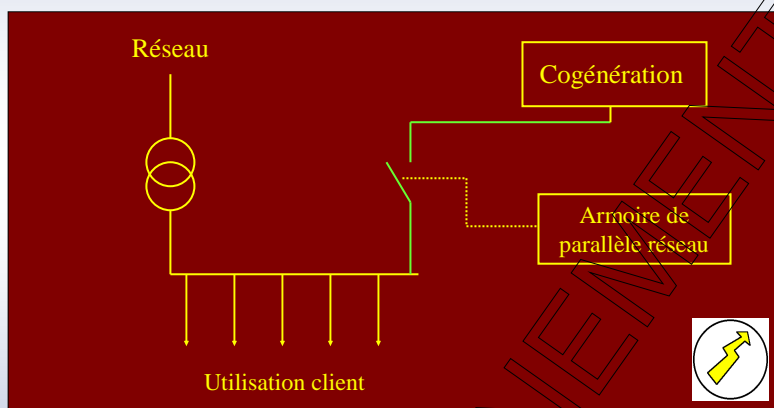 Réseau
Cogénération
Armoire de
parallèle réseau
Utilisation client